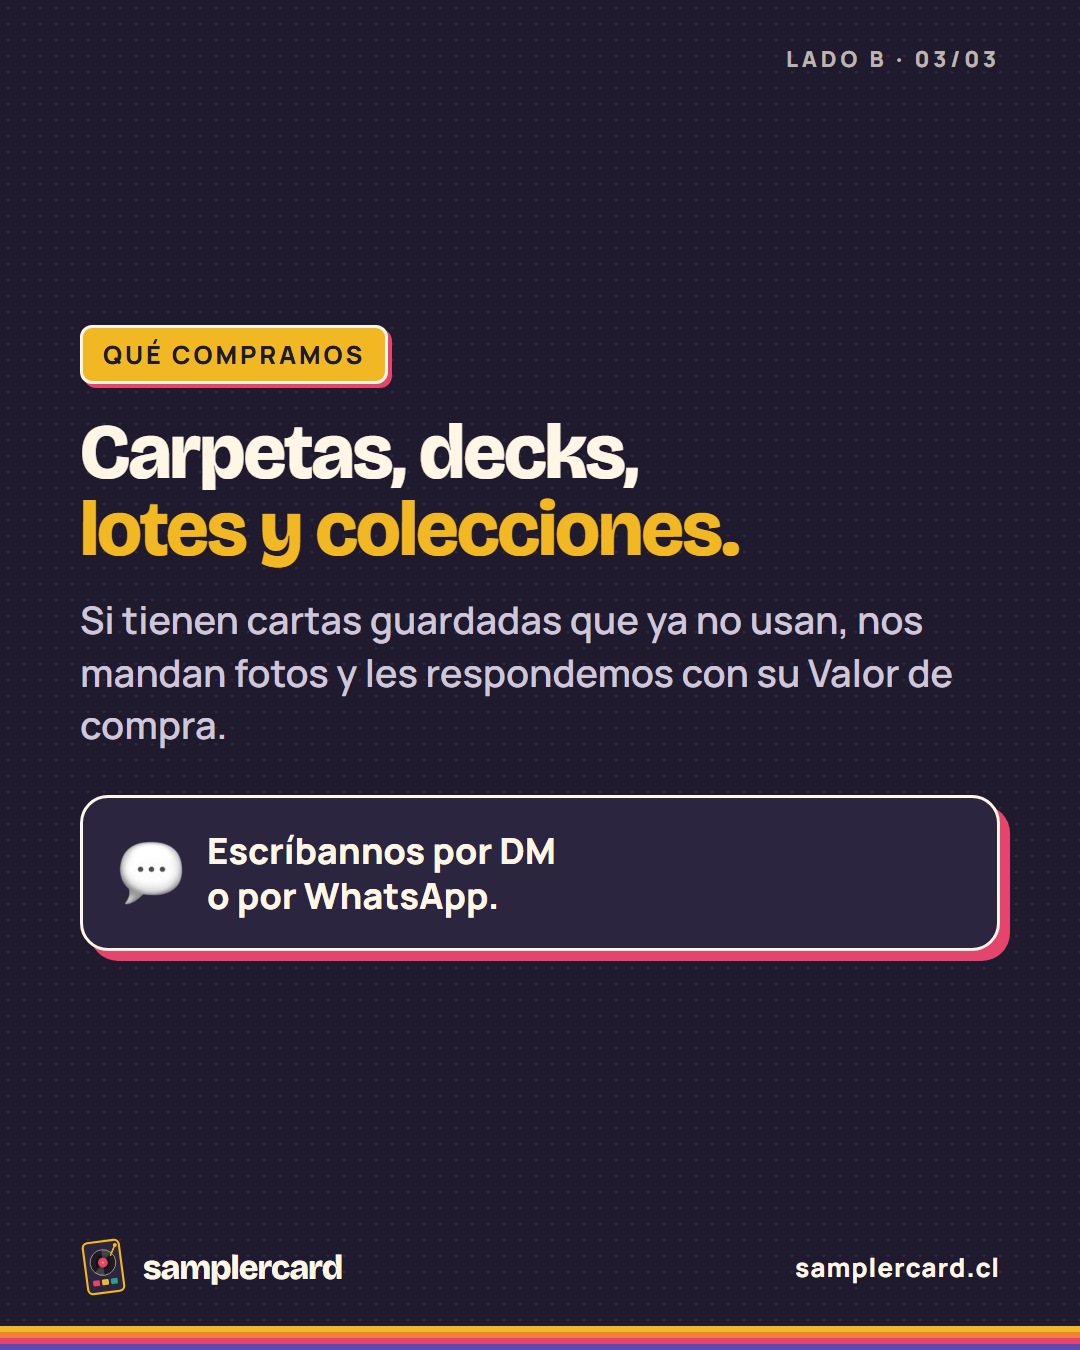 LADO B · 03/03
QUÉ COMPRAMOS
Carpetas, decks,
lotes y colecciones.
Si tienen cartas guardadas que ya no usan, nos
mandan fotos y les respondemos con su Valor de
compra.
Escríbannos por DM
o por WhatsApp.
samplercard
samplercard.cl